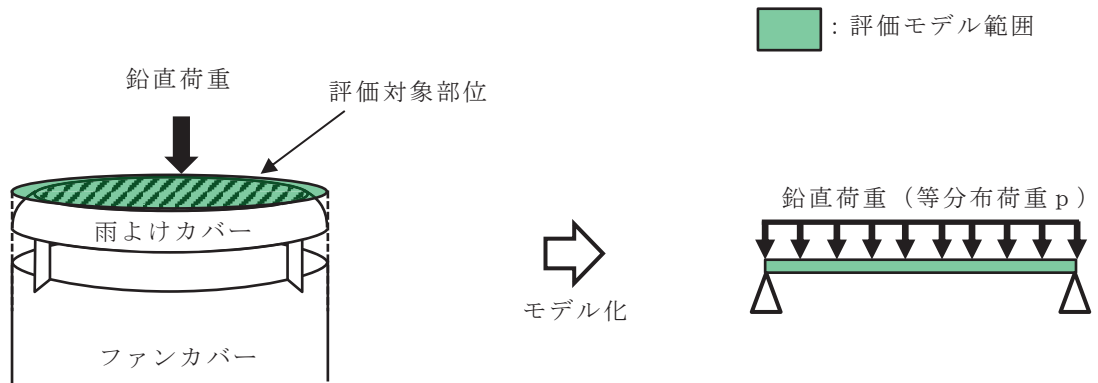 ：評価モデル範囲
鉛直荷重
評価対象部位
鉛直荷重（等分布荷重ｐ）
雨よけカバー
モデル化
ファンカバー